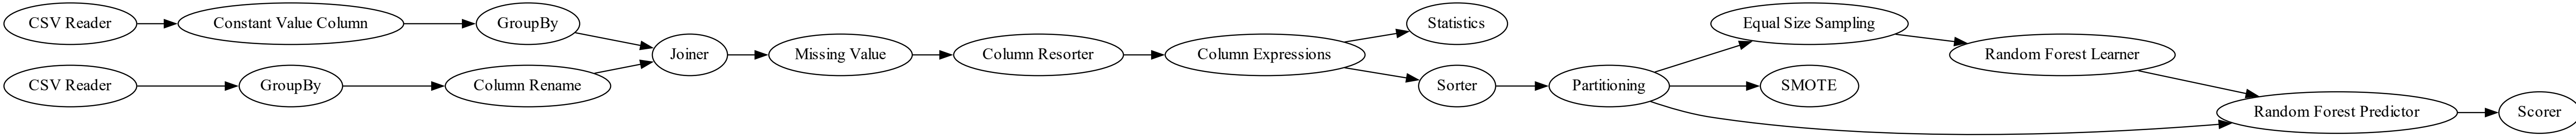 CSV Reader
Constant Value Column
GroupBy
CSV Reader
GroupBy
Column Rename
Joiner
Missing Value
Column Resorter
Column Expressions
Statistics
Sorter
Partitioning
Equal Size Sampling
SMOTE
Random Forest Learner
Random Forest Predictor
Scorer